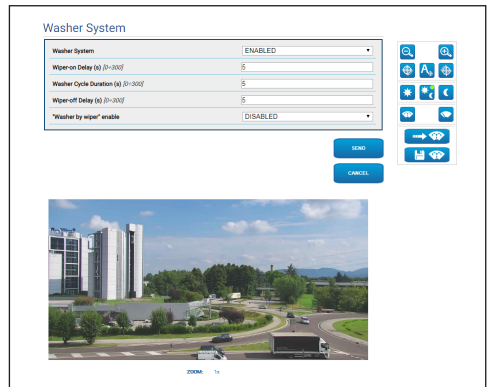 Washer System
Washer System ENABLED
Wiper-on Delay (s) [0÷300] 5
Washer Cycle Duration (s) [0÷300] 5
Wiper-off Delay (s) [0÷300] 5
"Washer by wiper" enable DISABLED
A
SEND
CANCEL
ZOOM: 1x